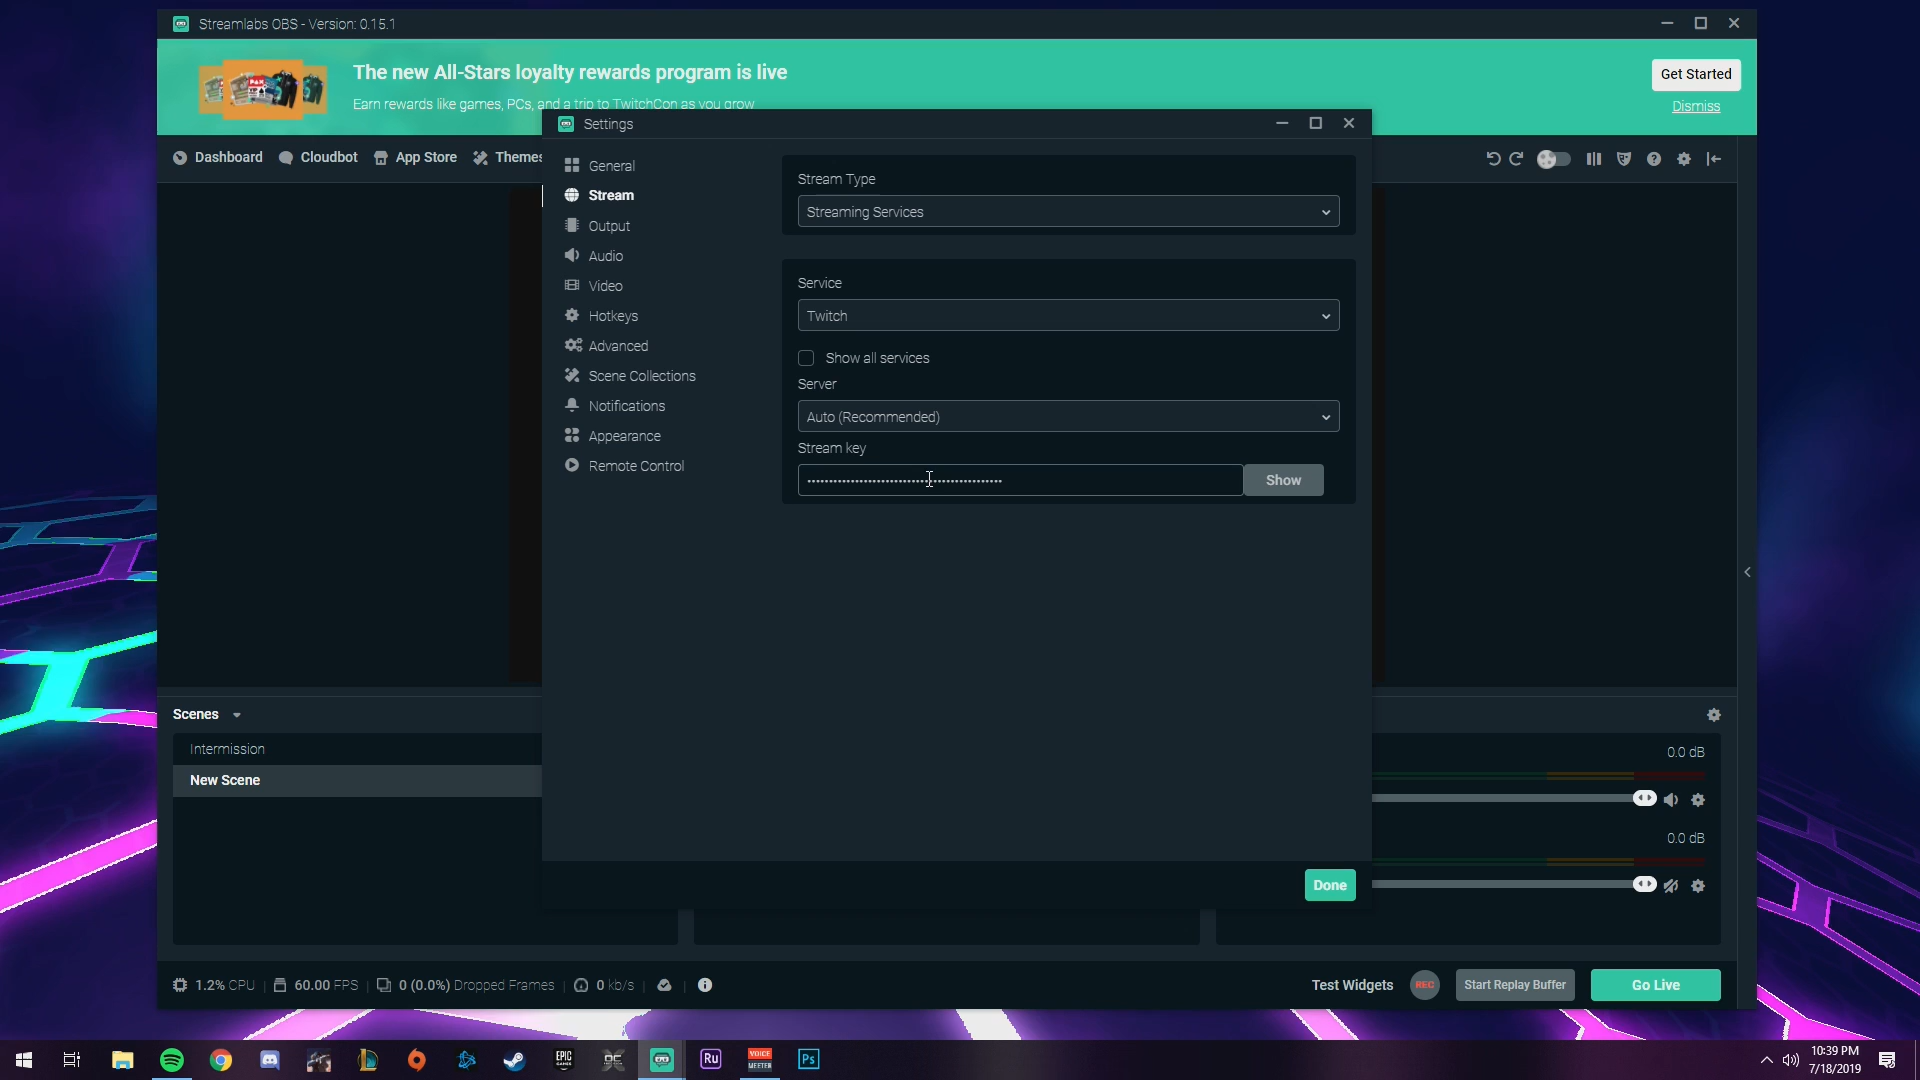 Streamlabs OBS - Version: 0.15.1
The new All-Stars loyalty rewards program is live
Earn rewards like games, PCs, and a trip to TwitchCon as you grow
Get Started
Dismiss
Settings
Dashboard
Cloudbot
App Store
Themes
General
Stream
Output
Audio
Video
Hotkeys
Advanced
Scene Collections
Notifications
Appearance
Remote Control
Stream Type
Streaming Services
Service
Twitch
Show all services
Server
Auto (Recommended)
Stream key
Show
Done
Scenes
Intermission
New Scene
0.0 dB
0.0 dB
1.2% CPU
60.00 FPS
0 (0.0%) Dropped Frames
0 kb/s
Test Widgets
REC
Start Replay Buffer
Go Live
EPIC GAMES
Ru
VOICE MEETER
Ps
10:39 PM
7/18/2019